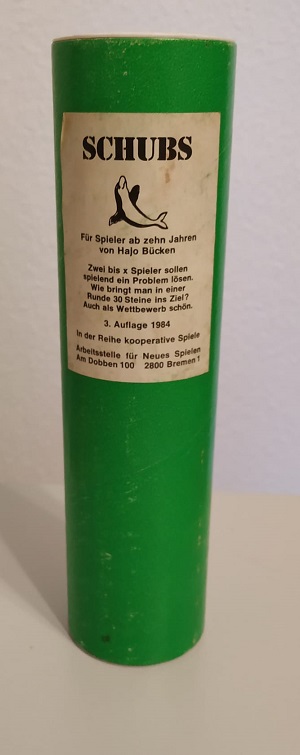 SCHUBS
Für Spieler ab zehn Jahren
von Hajo Bücken
Zwei bis x Spieler sollen
spielend ein Problem lösen.
Wie bringt man in einer
Runde 30 Steine ins Ziel?
Auch als Wettbewerb schön.
3. Auflage 1984
In der Reihe kooperative Spiele
Arbeitsstelle für Neues Spielen
Am Dobben 100 2800 Bremen 1